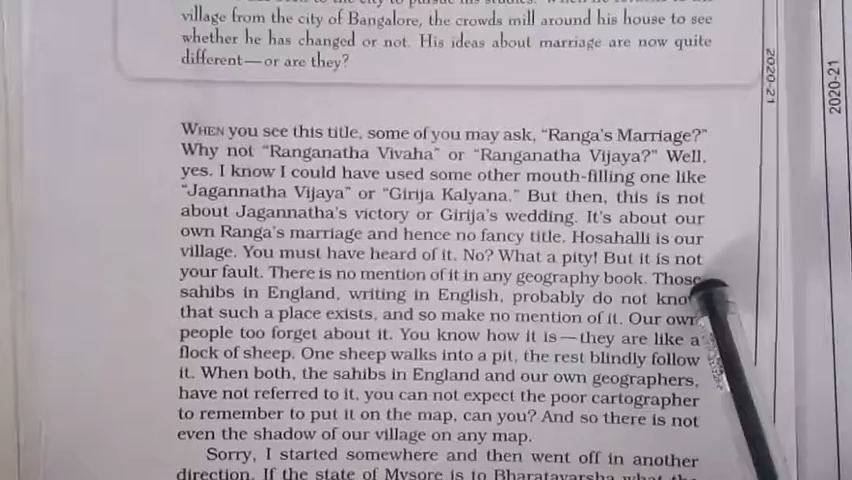 village from the city of Bangalore, the crowds mill around his house to see
whether he has changed or not. His ideas about marriage are now quite
different—or are they?
WHEN you see this title, some of you may ask, “Ranga's Marriage?”
Why not “Ranganatha Vivaha” or “Ranganatha Vijaya?” Well,
yes. I know I could have used some other mouth-filling one like
“Jagannatha Vijaya” or “Girija Kalyana.” But then, this is not
about Jagannatha's victory or Girija's wedding. It's about our
own Ranga's marriage and hence no fancy title. Hosahalli is our
village. You must have heard of it. No? What a pity! But it is not
your fault. There is no mention of it in any geography book. Those
sahibs in England, writing in English, probably do not know
that such a place exists, and so make no mention of it. Our own
people too forget about it. You know how it is—they are like a
flock of sheep. One sheep walks into a pit, the rest blindly follow
it. When both, the sahibs in England and our own geographers,
have not referred to it, you can not expect the poor cartographer
to remember to put it on the map, can you? And so there is not
even the shadow of our village on any map.
Sorry, I started somewhere and then went off in another
direction. If the state of Mysore is to Bharatavarsha what the
2020-21
2020-21